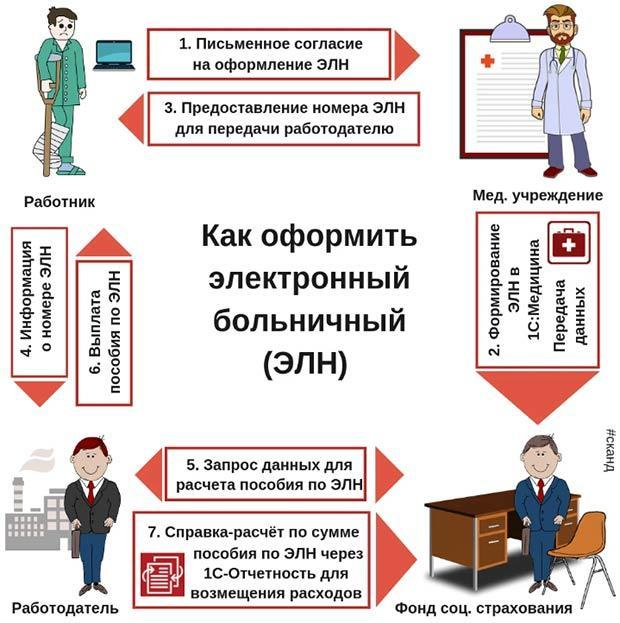 1. Письменное согласие
на оформление ЭЛН
3. Предоставление номера ЭЛН
для передачи работодателю
Работник
Мед. учреждение
Как оформить
электронный
больничный
(ЭЛН)
4. Информация
о номере ЭЛН
6. Выплата
пособия по ЭЛН
2. Формирование
ЭЛН в
1С:Медицина
Передача
данных
#сканд
5. Запрос данных для
расчета пособия по ЭЛН
7. Справка-расчёт по сумме
пособия по ЭЛН через
1С-Отчетность для
возмещения расходов
Работодатель
Фонд соц. страхования